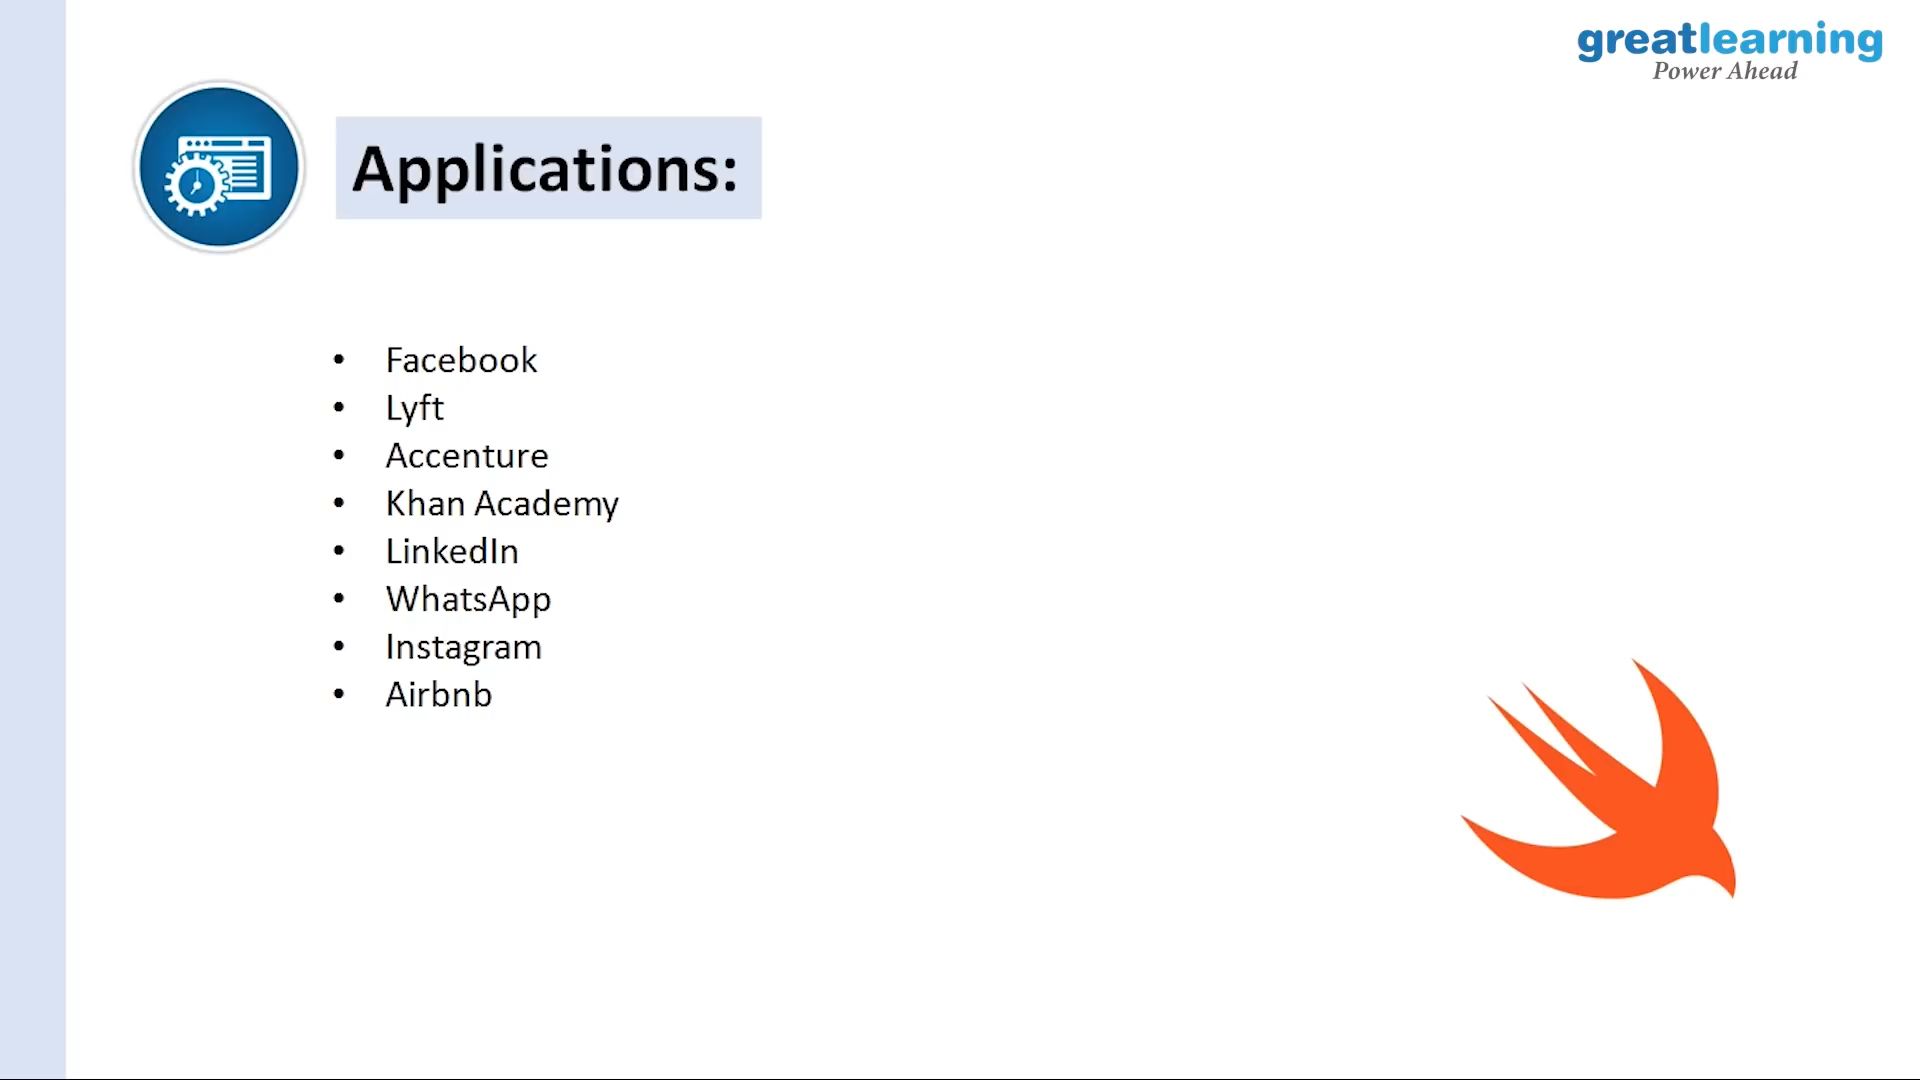 greatlearning
Power Ahead
Applications:
• Facebook
• Lyft
• Accenture
• Khan Academy
• LinkedIn
• WhatsApp
• Instagram
• Airbnb